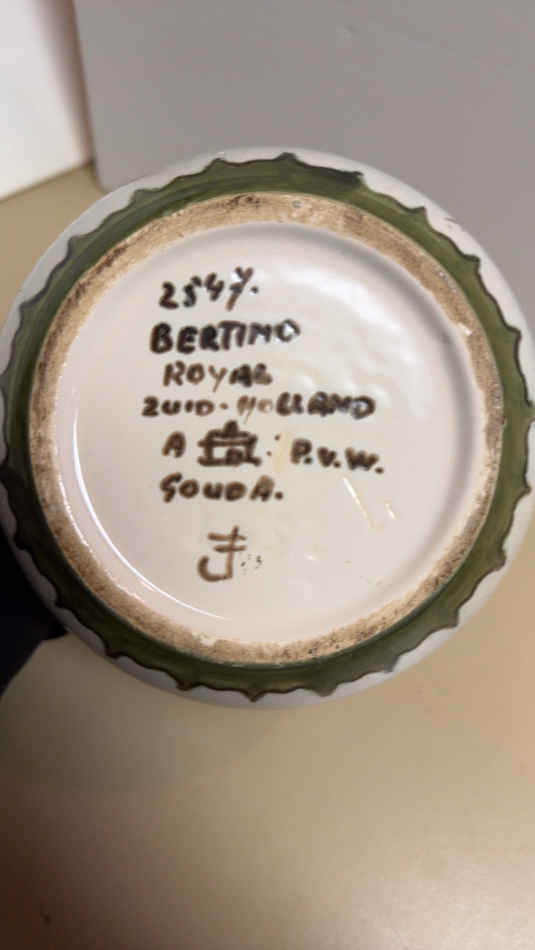 2547.
BERTINO
ROYAL
ZUID-HOLLAND
A P.V.W.
GOUDA.